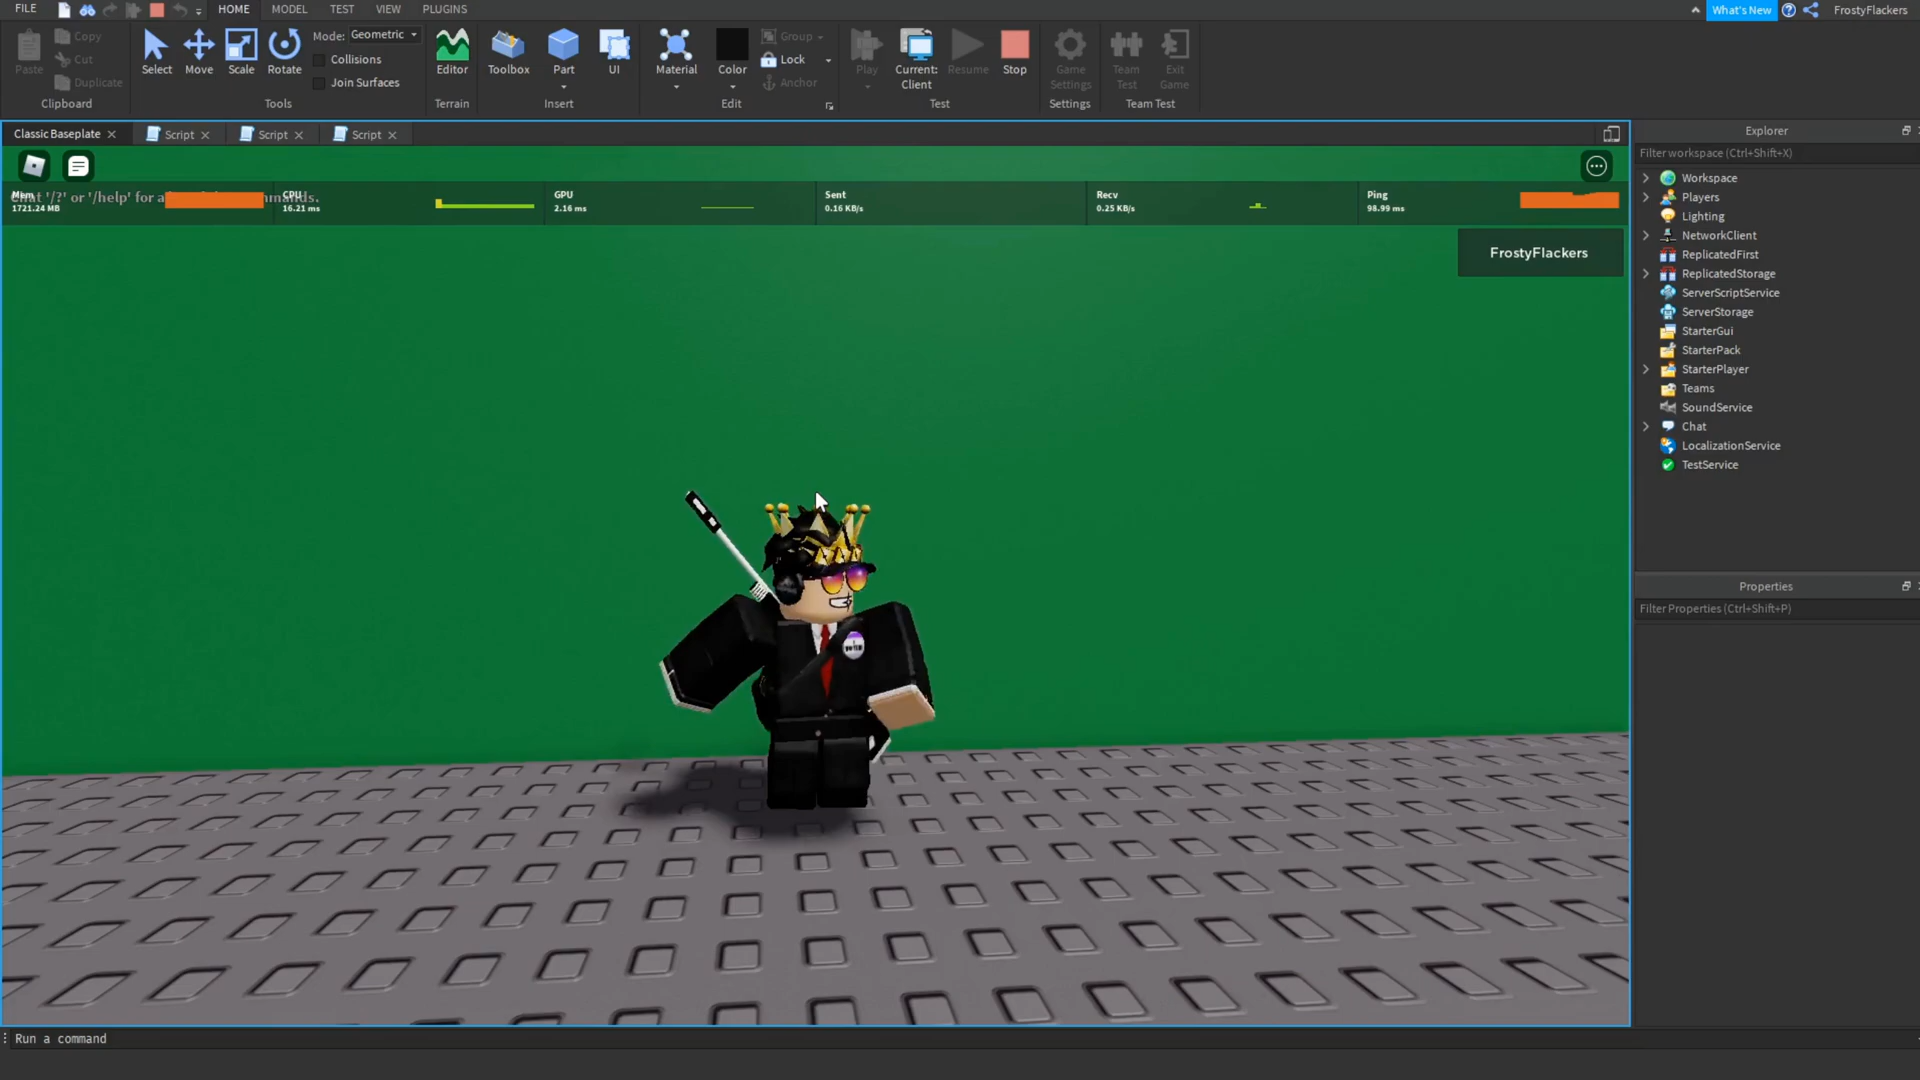 FILE HOME MODEL TEST VIEW PLUGINS What's New FrostyFlackers
Paste Copy Cut Duplicate
Clipboard
Select Move Scale Rotate
Mode: Geometric
Collisions
Join Surfaces
Tools
Editor
Terrain
Toolbox Part UI
Insert
Material Color
Group
Lock
Anchor
Edit
Play Current: Client Resume Stop
Test
Game Settings
Settings
Team Test Exit Game
Team Test
Classic Baseplate Script Script Script
Chat '/?' or '/help' for a mmands.
Mem
1721.24 MB
CPU
16.21 ms
GPU
2.16 ms
Sent
0.16 KB/s
Recv
0.25 KB/s
Ping
98.99 ms
FrostyFlackers
Explorer
Filter workspace (Ctrl+Shift+X)
Workspace
Players
Lighting
NetworkClient
ReplicatedFirst
ReplicatedStorage
ServerScriptService
ServerStorage
StarterGui
StarterPack
StarterPlayer
Teams
SoundService
Chat
LocalizationService
TestService
Properties
Filter Properties (Ctrl+Shift+P)
Run a command